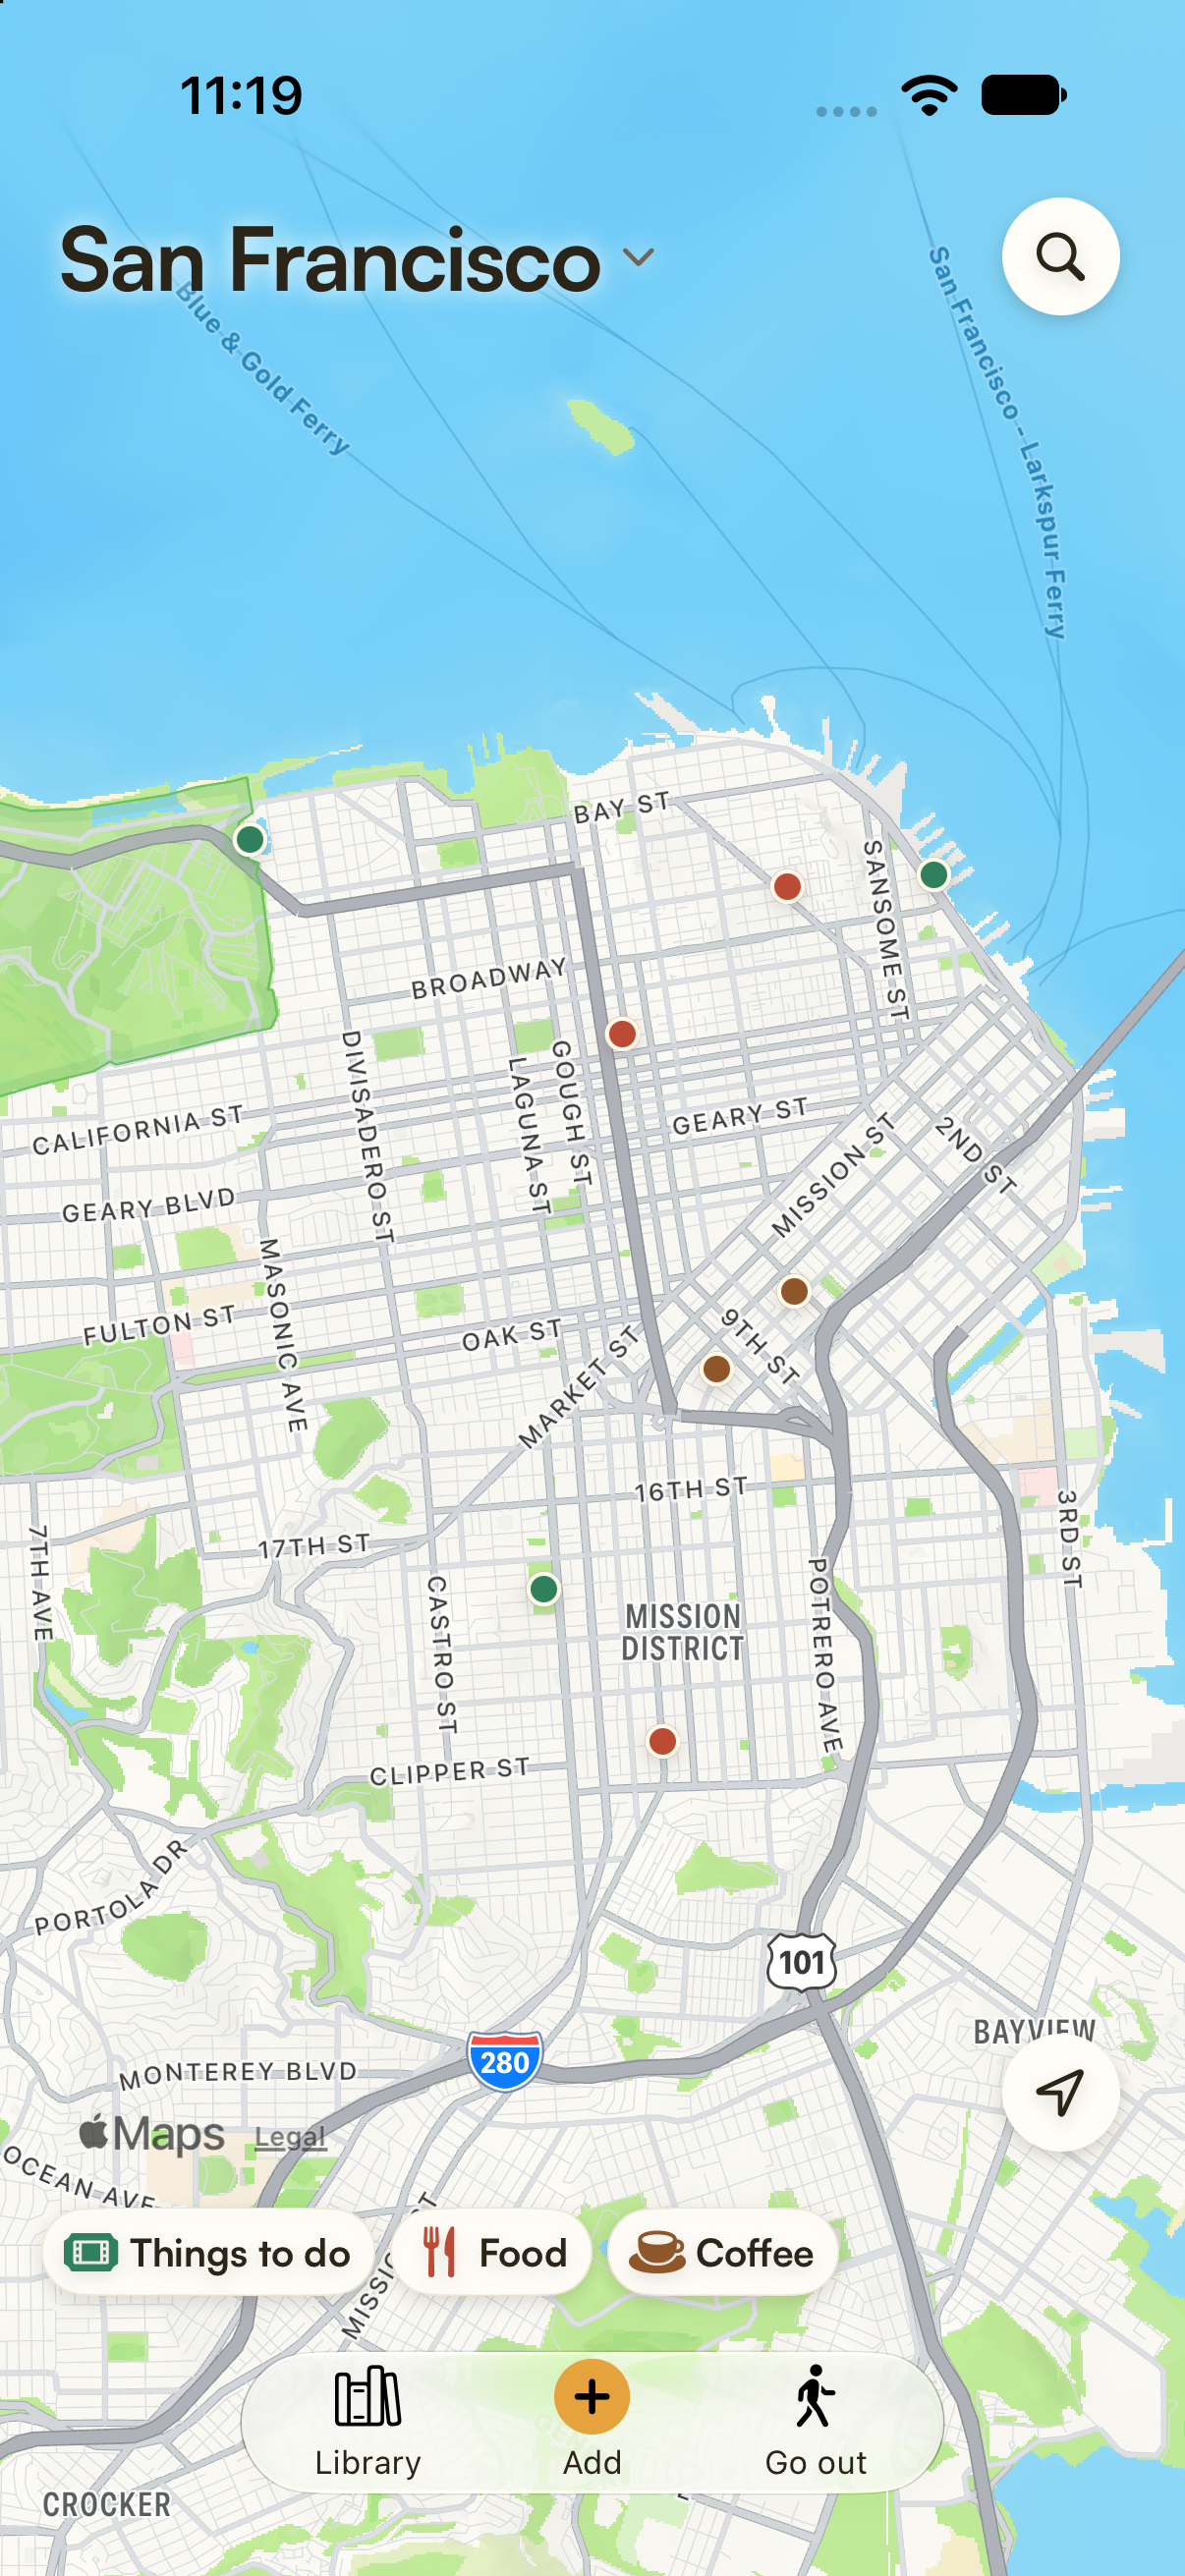 11:19
San Francisco
Blue & Gold Ferry
San Francisco - Larkspur Ferry
BAY ST
SANSOME ST
BROADWAY
DIVISADERO ST
LAGUNA ST
GOUGH ST
CALIFORNIA ST
GEARY ST
MISSION ST
2ND ST
GEARY BLVD
MASONIC AVE
FULTON ST
OAK ST
MARKET ST
9TH ST
16TH ST
3RD ST
17TH ST
7TH AVE
CASTRO ST
MISSION
DISTRICT
POTRERO AVE
CLIPPER ST
PORTOLA DR
101
BAYVIEW
280
MONTEREY BLVD
Maps
Legal
OCEAN AVE
Things to do
Food
Coffee
Library
Add
Go out
CROCKER